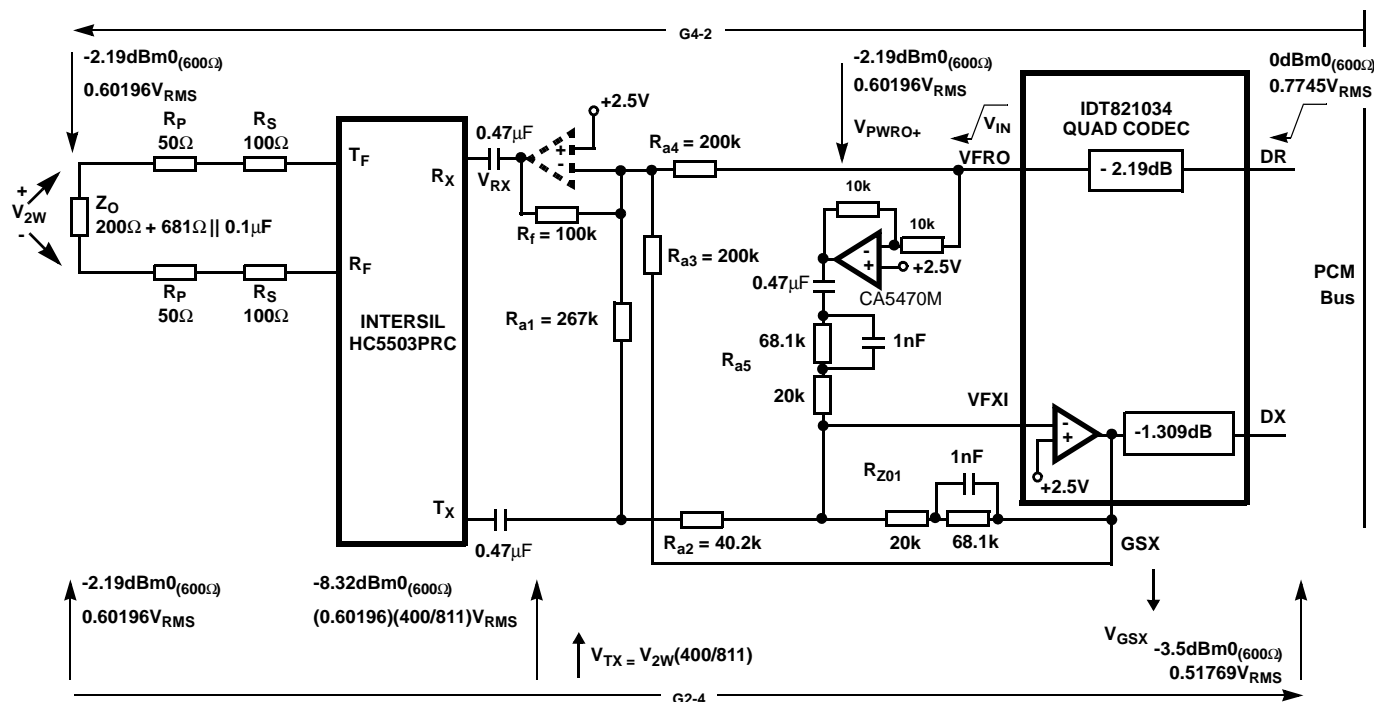 G4-2
-2.19dBm0(600Ω)
0.60196VRMS
-2.19dBm0(600Ω)
0.60196VRMS
0dBm0(600Ω)
0.7745VRMS
RP
50Ω
RS
100Ω
+2.5V
0.47µF
VRX
Ra4 = 200k
VPWRO+
VIN
IDT821034
QUAD CODEC
VFRO
- 2.19dB
DR
+
V2W
-
ZO
200Ω + 681Ω || 0.1µF
TF
RX
+
-
Rf = 100k
10k
10k
-
+
+2.5V
CA5470M
Ra3 = 200k
RF
RP
50Ω
RS
100Ω
INTERSIL
HC5503PRC
Ra1 = 267k
0.47µF
68.1k
1nF
Ra5
20k
PCM
Bus
VFXI
-
+
+2.5V
-1.309dB
DX
1nF
RZ01
TX
0.47µF
Ra2 = 40.2k
20k
68.1k
GSX
-2.19dBm0(600Ω)
0.60196VRMS
-8.32dBm0(600Ω)
(0.60196)(400/811)VRMS
VTX = V2W(400/811)
VGSX
-3.5dBm0(600Ω)
0.51769VRMS
G2-4